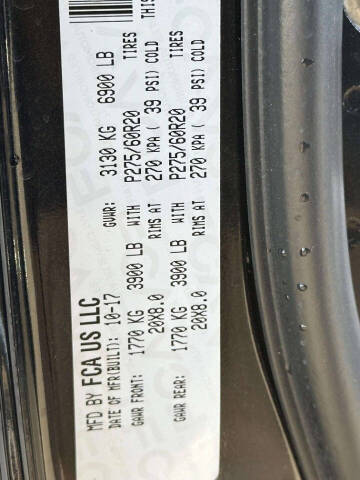 MFD BY FCA US LLC
DATE OF MFR(BUILT): 10-17 GVWR: 3130 KG 6900 LB
GAWR FRONT: 1770 KG 3900 LB WITH P275/60R20 TIRES
20X8.0 RIMS AT 270 KPA ( 39 PSI) COLD
GAWR REAR: 1770 KG 3900 LB WITH P275/60R20 TIRES
20X8.0 RIMS AT 270 KPA ( 39 PSI) COLD
THIS